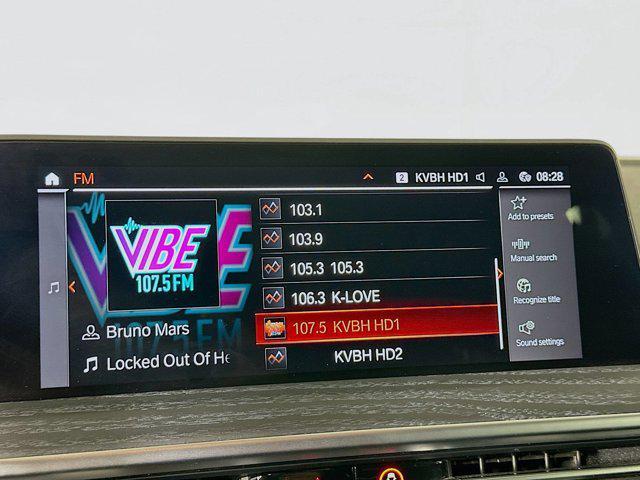 FM
2 KVBH HD1 08:28
VIBE
107.5 FM
Bruno Mars
Locked Out Of He
103.1
103.9
105.3 105.3
106.3 K-LOVE
107.5 KVBH HD1
KVBH HD2
Add to presets
Manual search
Recognize title
Sound settings